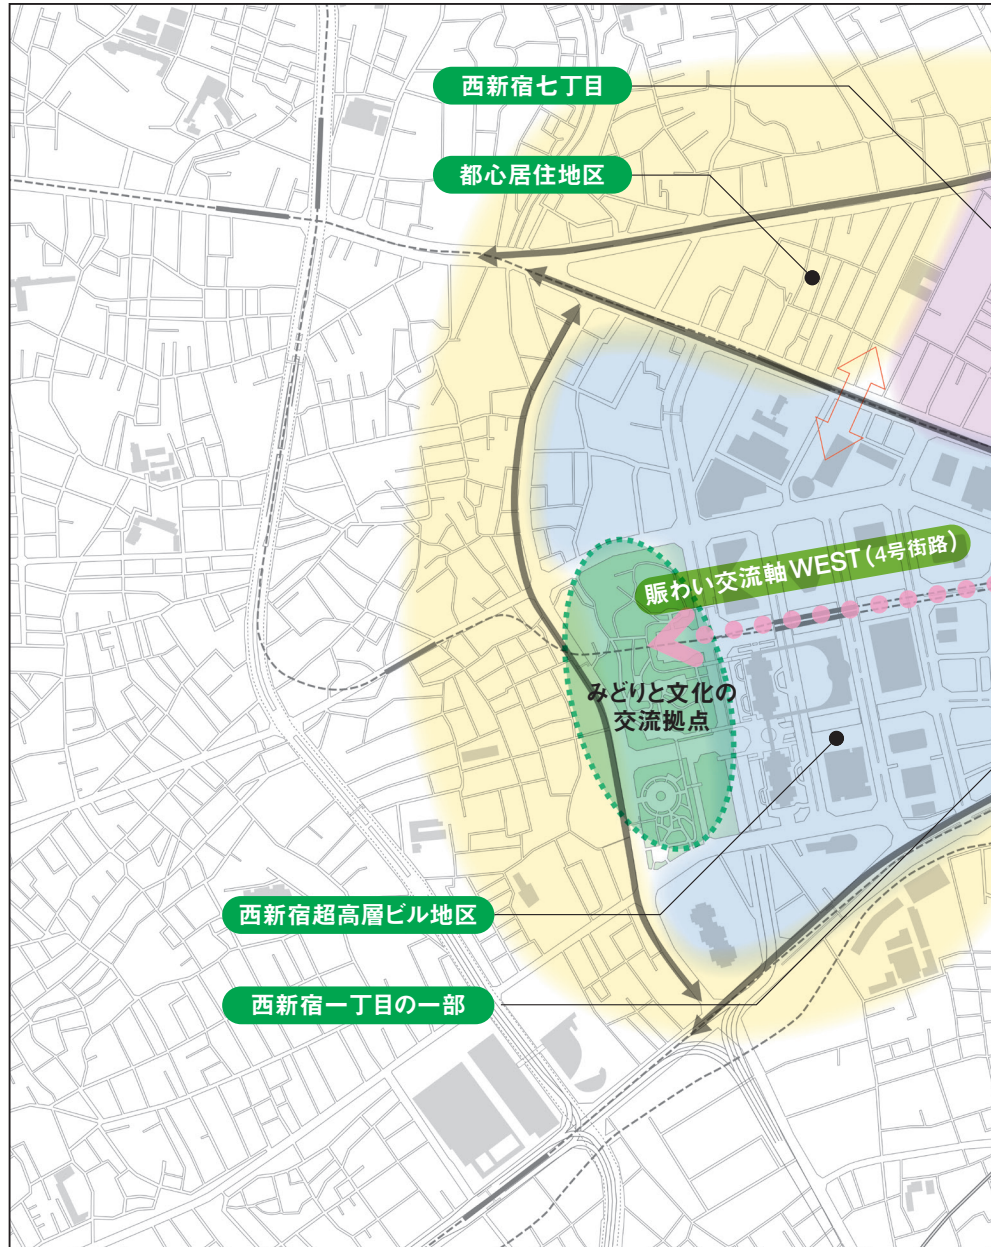 西新宿七丁目
都心居住地区
賑わい交流軸WEST(4号街路)
みどりと文化の
交流拠点
西新宿超高層ビル地区
西新宿一丁目の一部